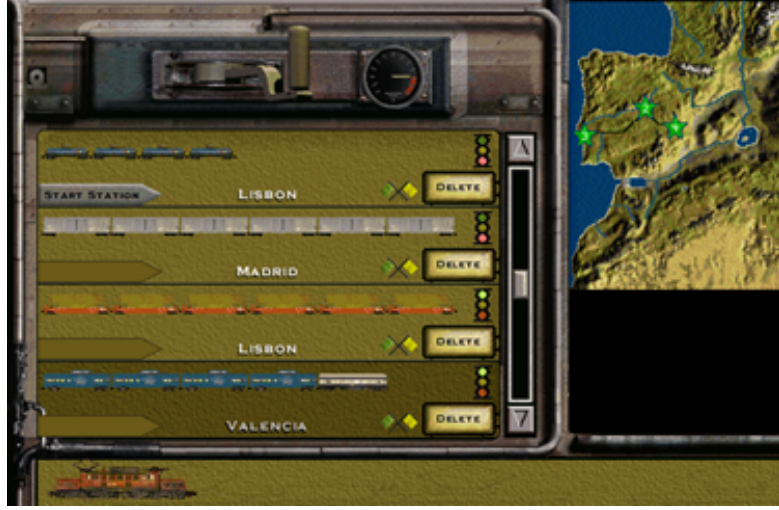 START STATION
LISBON
DELETE
MADRID
DELETE
LISBON
DELETE
VALENCIA
DELETE